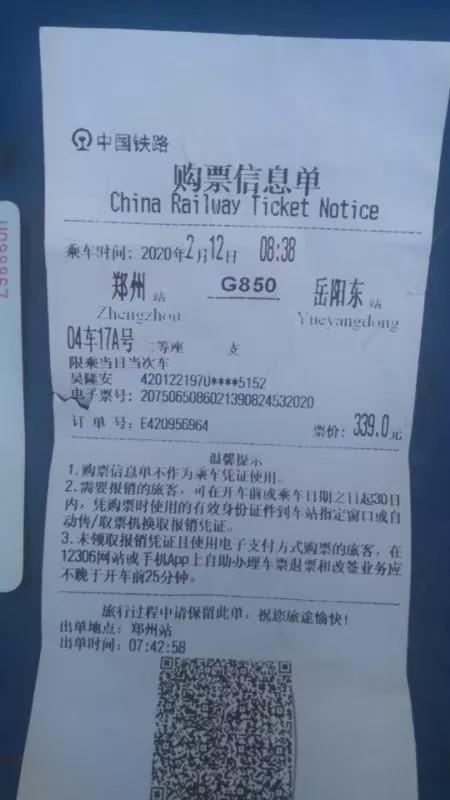 中国铁路
购票信息单
China Railway Ticket Notice
乘车时间: 2020年2月12日 08:38
郑州 站 G850 岳阳东 站
Zhengzhou Yueyangdong
04车17A号 二等座 支
限乘当日当次车
吴隆安 4201221970****5152
电子票号: 2075065086021390824532020
订单号: E420956964 票价: 339.0元
温馨提示
1.购票信息单不作为乘车凭证使用。
2.需要报销的旅客，可在开车前或乘车日期之日起30日
内，凭购票时使用的有效身份证件到车站指定窗口或自
动售/取票机换取报销凭证。
3.未领取报销凭证且使用电子支付方式购票的旅客，在
12306网站或手机App上自助办理车票退票和改签业务应
不晚于开车前25分钟。
旅行过程中请保留此单，祝您旅途愉快!
出单地点: 郑州站
出单时间: 07:42:58